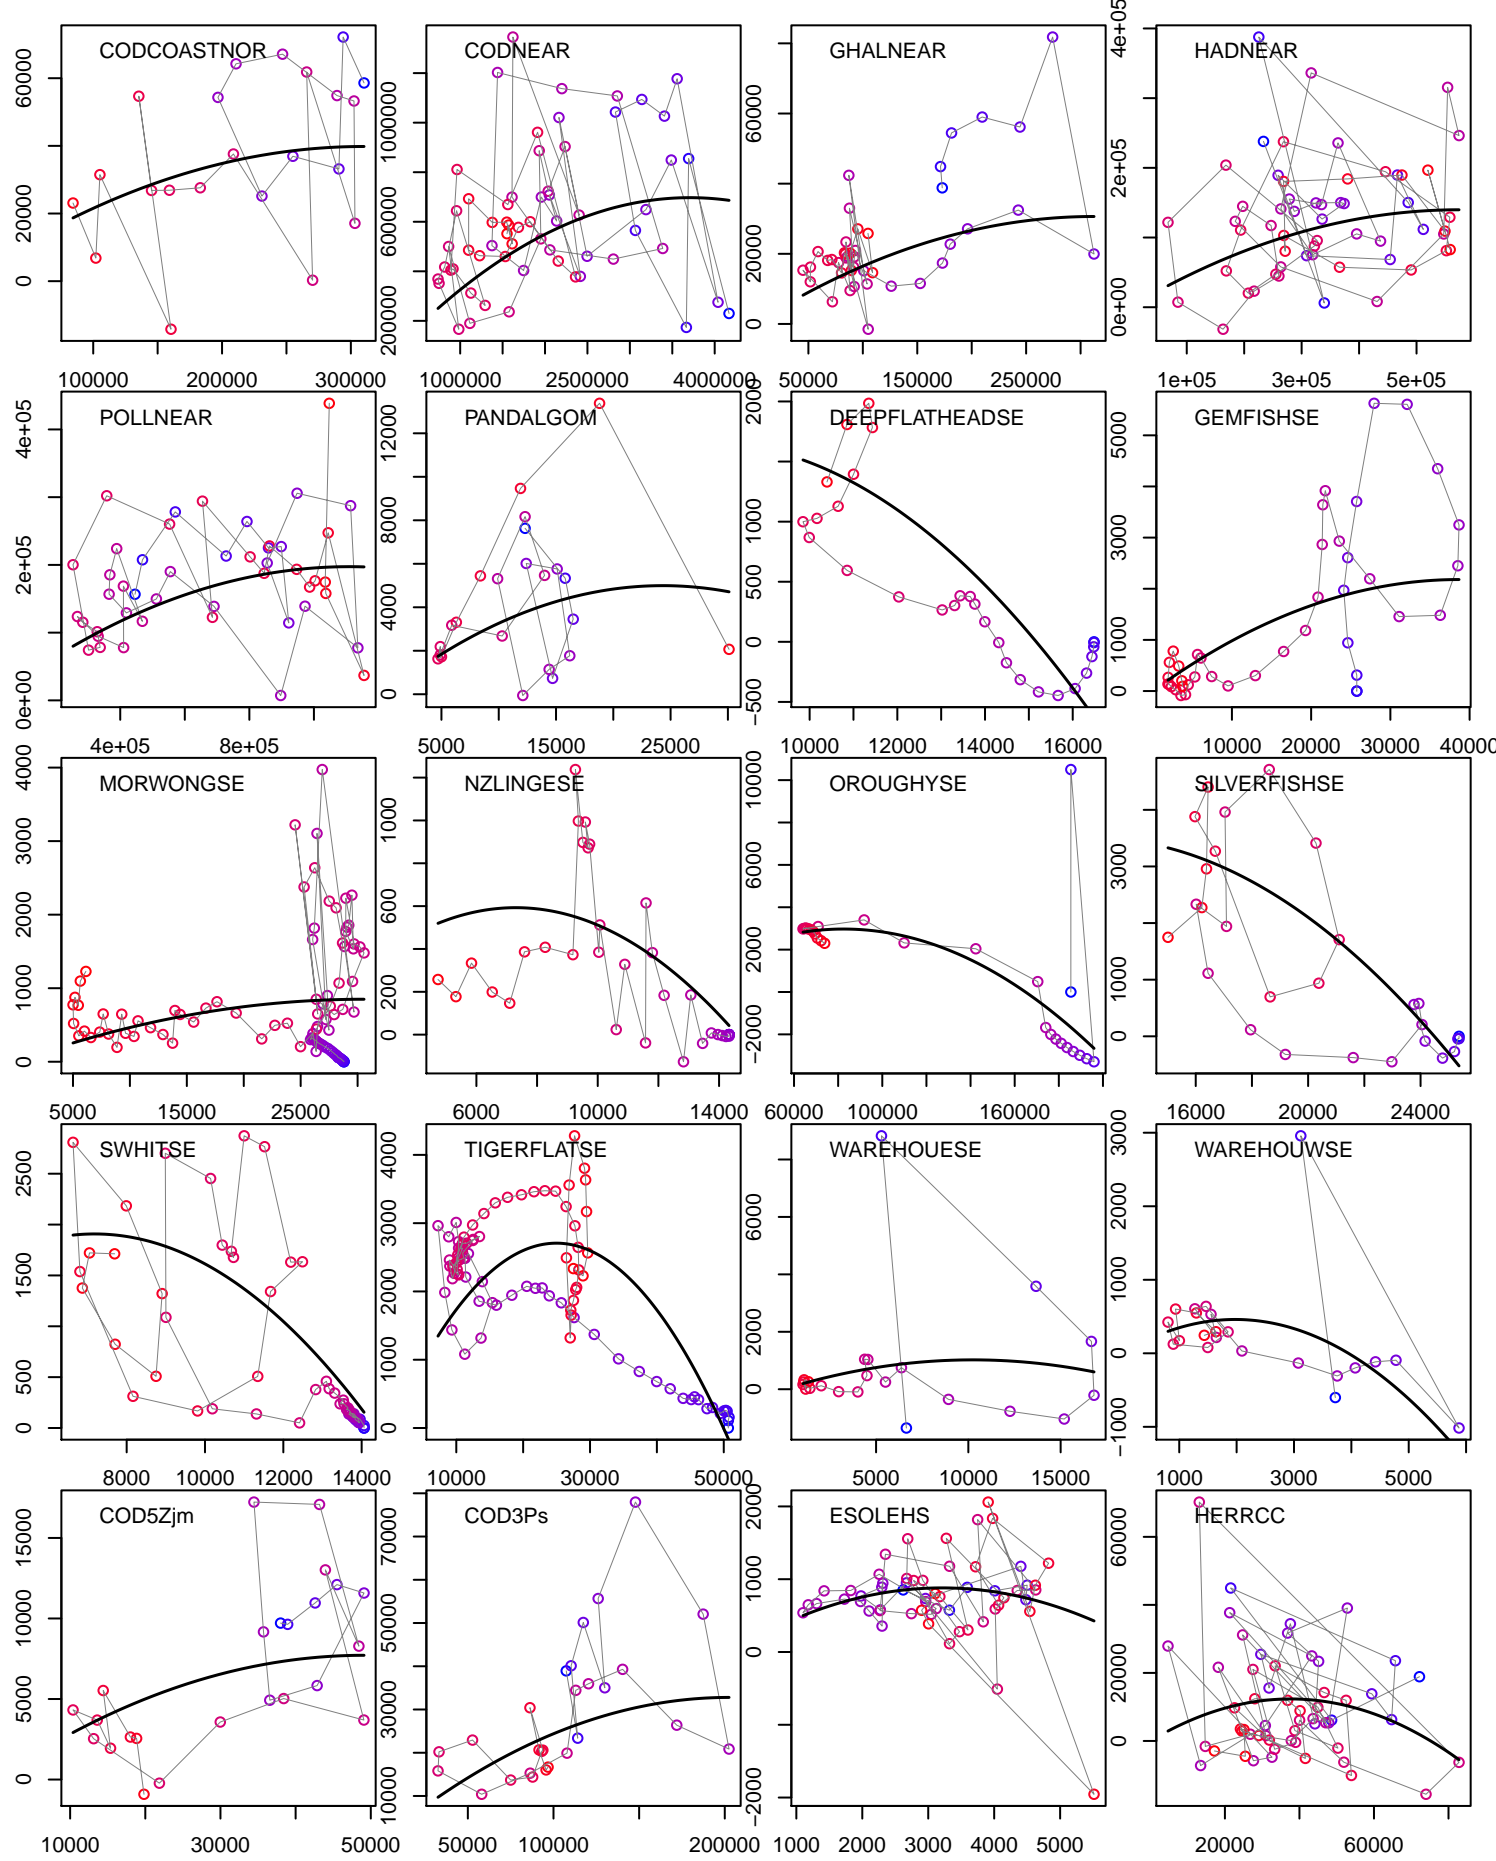 CODCOASTNOR
0 20000 60000
100000 200000 300000
CODNEAR
200000 600000 1000000
1000000 2500000 4000000
GHALNEAR
0 20000 60000
50000 150000 250000
HADNEAR
0e+00 2e+05 4e+05
1e+05 3e+05 5e+05
POLLNEAR
0e+00 2e+05 4e+05
4e+05 8e+05
PANDALGOM
0 4000 8000 12000
5000 15000 25000
DEEPFLATHEADSE
−500 0 500 1000 2000
10000 12000 14000 16000
GEMFISHSE
0 1000 3000 5000
10000 20000 30000 40000
MORWONGSE
0 1000 2000 3000 4000
5000 15000 25000
NZLINGESE
0 200 600 1000
6000 10000 14000
OROUGHYSE
−2000 2000 6000 10000
60000 100000 160000
SILVERFISHSE
0 1000 3000
16000 20000 24000
SWHITSE
0 500 1500 2500
8000 10000 12000 14000
TIGERFLATSE
0 1000 2000 3000 4000
10000 30000 50000
WAREHOUESE
0 2000 6000
5000 10000 15000
WAREHOUWSE
−1000 0 1000 2000 3000
1000 3000 5000
COD5Zjm
0 5000 10000 15000
10000 30000 50000
COD3Ps
10000 30000 50000 70000
50000 100000 200000
ESOLEHS
−2000 0 1000 2000
1000 2000 3000 4000 5000
HERRCC
0 20000 60000
20000 60000